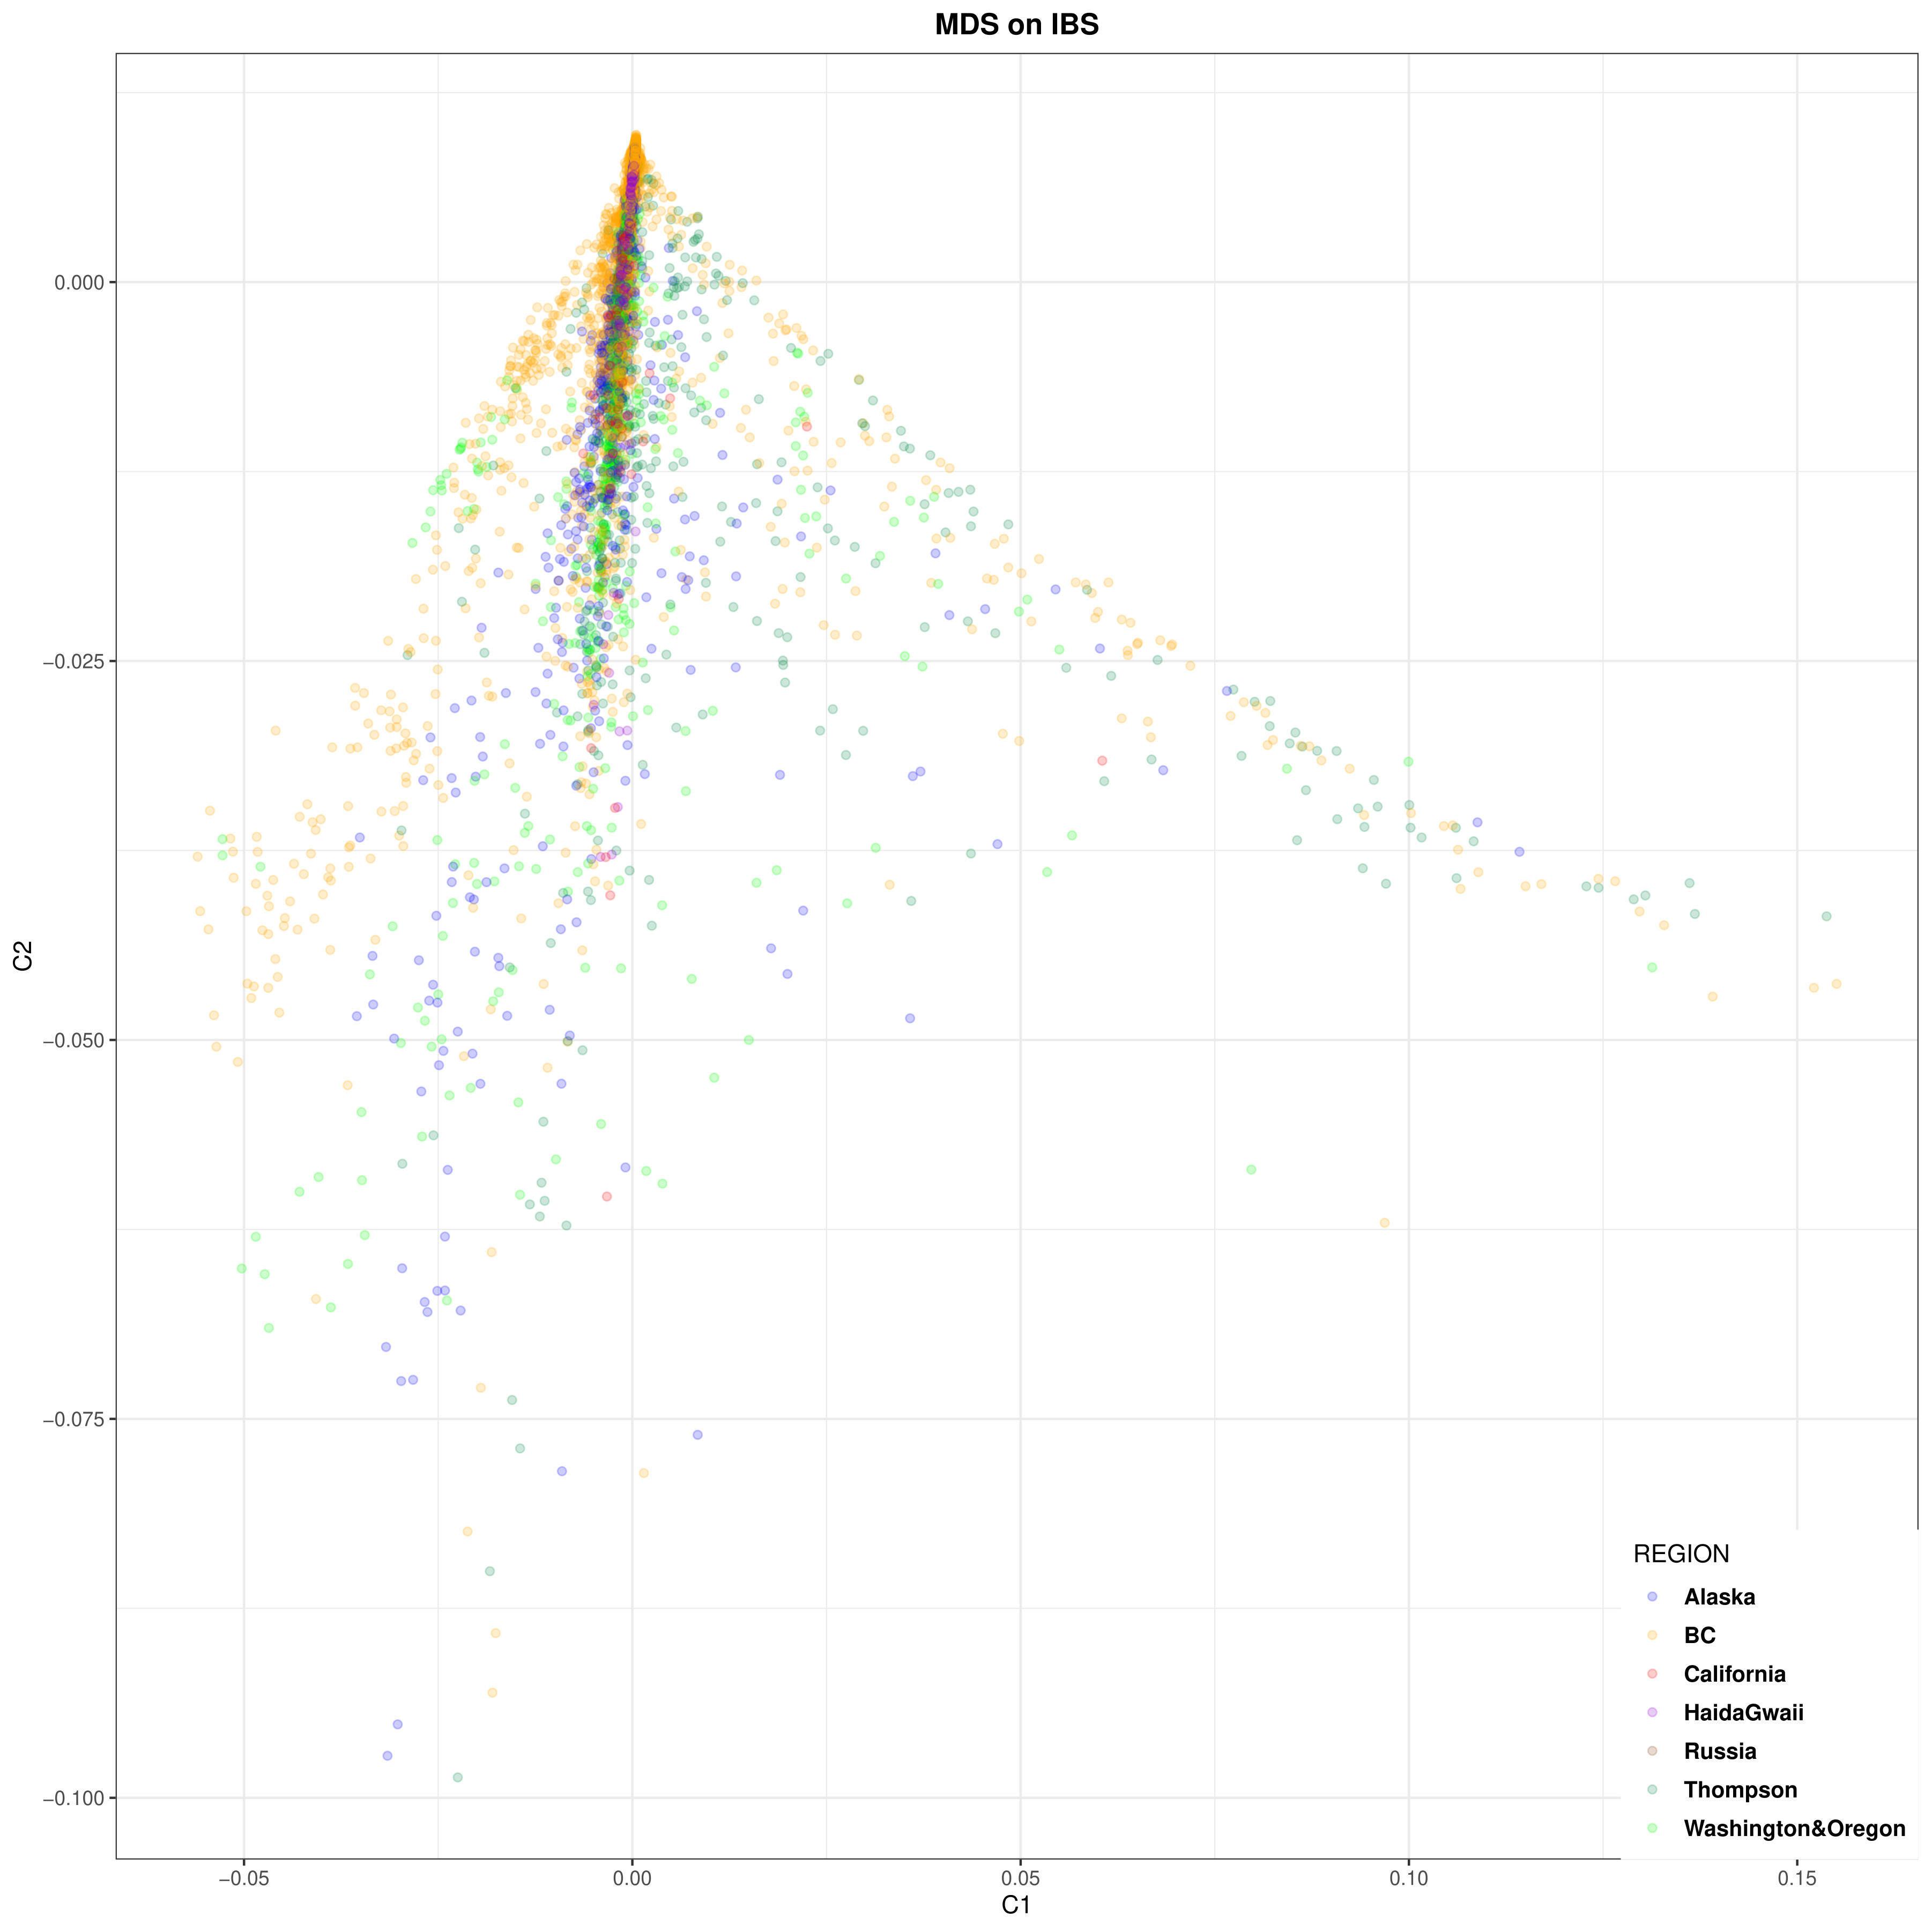 MDS on IBS
C2
0.000
−0.025
−0.050
−0.075
−0.100
−0.05
0.00
0.05
0.10
0.15
C1
REGION
Alaska
BC
California
HaidaGwaii
Russia
Thompson
Washington&Oregon